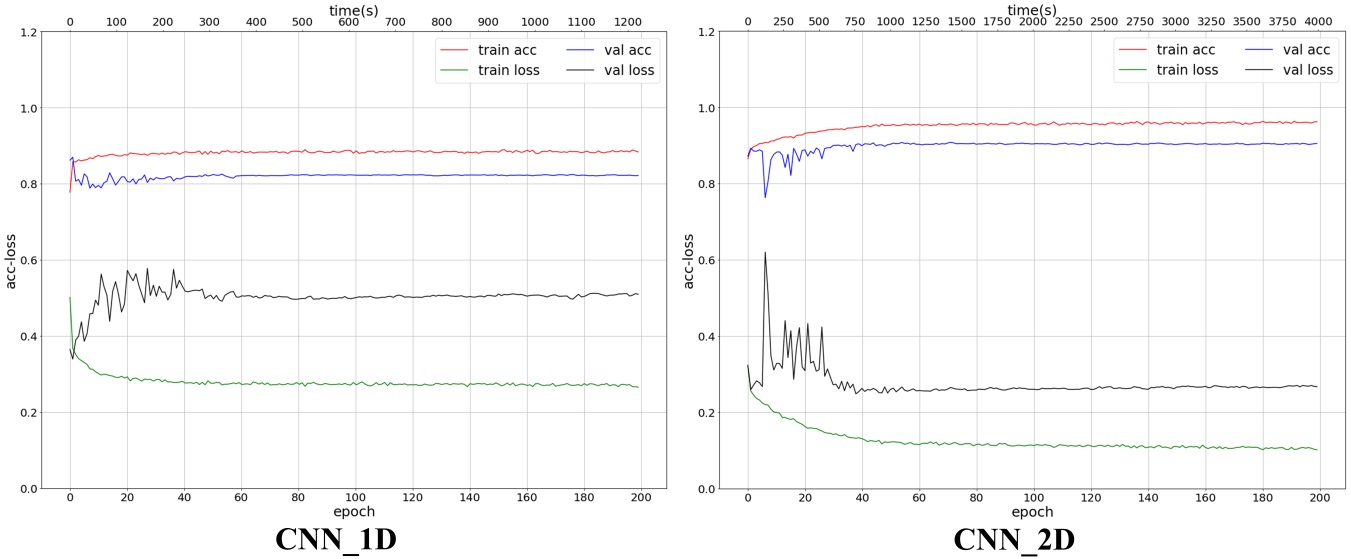 time(s)
0 100 200 300 400 500 600 700 800 900 1000 1100 1200
1.2
train acc val acc
train loss val loss
1.0
0.8
0.6
acc-loss
0.4
0.2
0.0
0 20 40 60 80 100 120 140 160 180 200
epoch
CNN_1D
time(s)
0 250 500 750 1000 1250 1500 1750 2000 2250 2500 2750 3000 3250 3500 3750 4000
1.2
train acc val acc
train loss val loss
1.0
0.8
0.6
acc-loss
0.4
0.2
0.0
0 20 40 60 80 100 120 140 160 180 200
epoch
CNN_2D